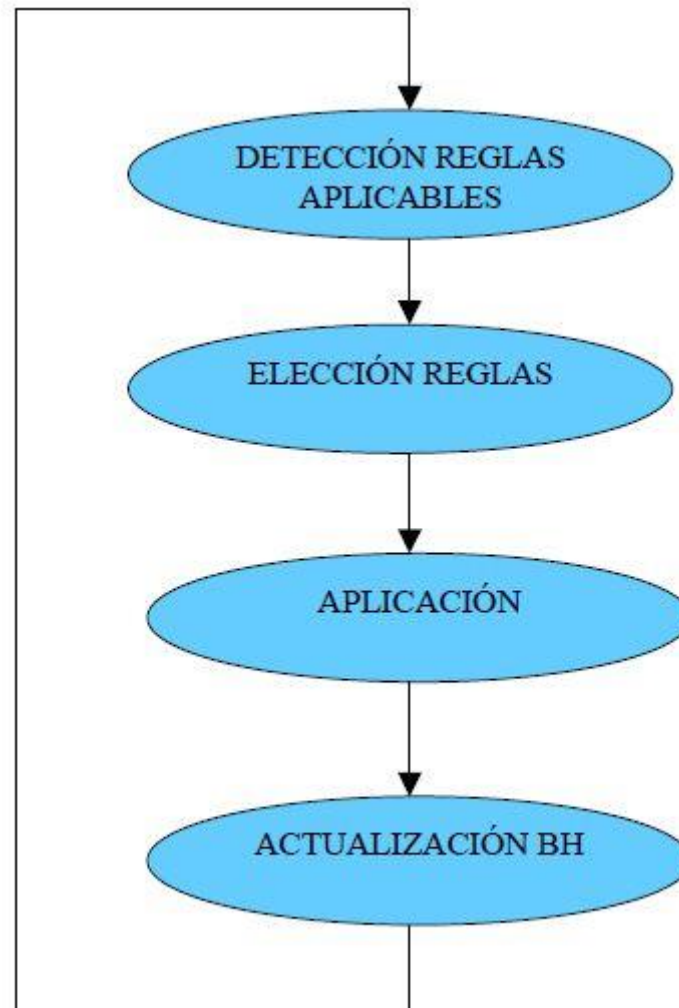 DETECCIÓN REGLAS
APLICABLES
ELECCIÓN REGLAS
APLICACIÓN
ACTUALIZACIÓN BH